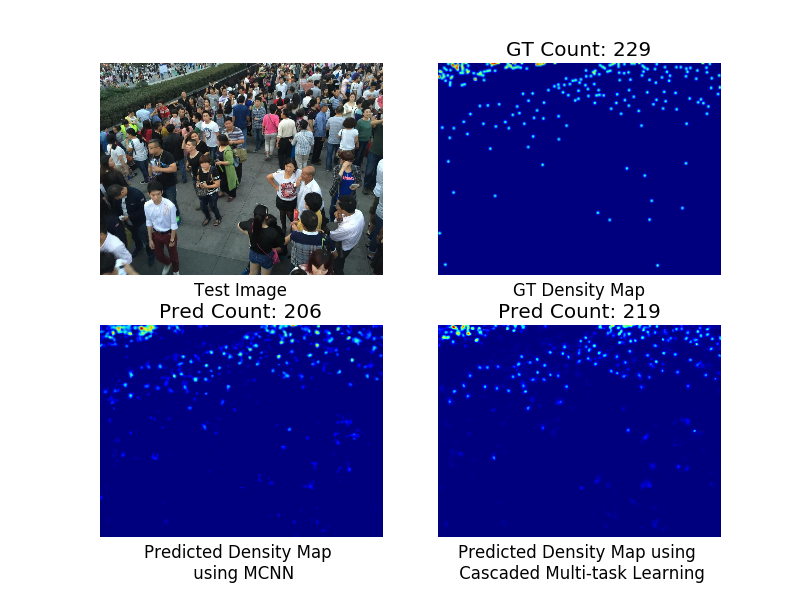 GT Count: 229
Test Image
GT Density Map
Pred Count: 206
Pred Count: 219
Predicted Density Map
using MCNN
Predicted Density Map using
Cascaded Multi-task Learning